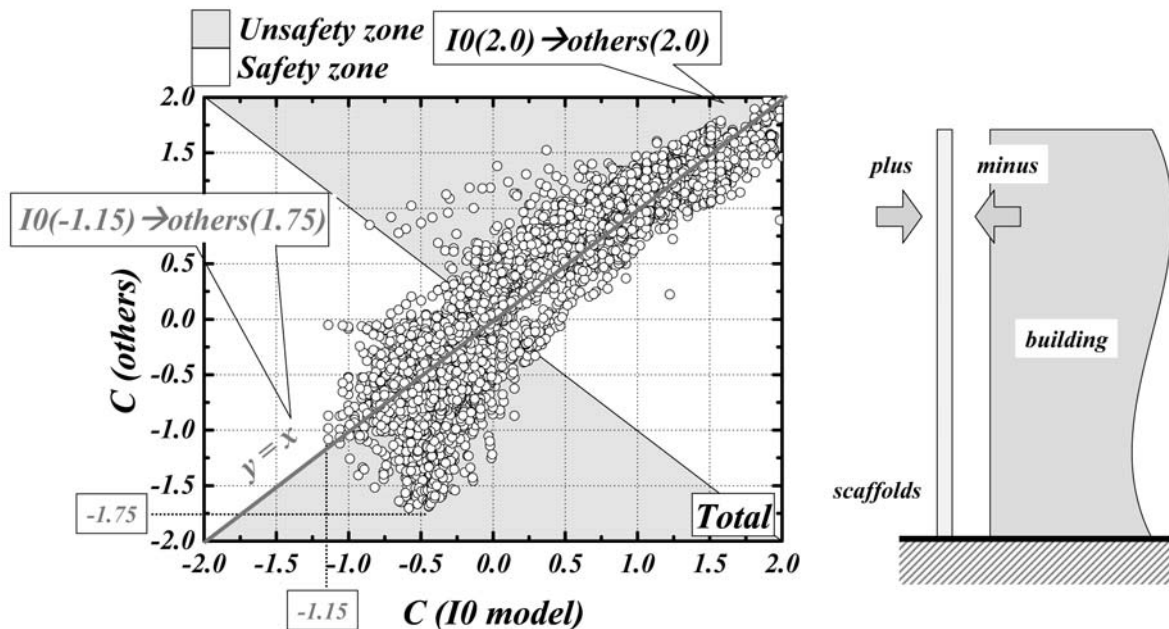 Unsafety zone
Safety zone
I0(2.0)→others(2.0)
I0(-1.15)→others(1.75)
C (others)
2.0
1.5
0.5
0.0
-0.5
-1.0
-1.5
-2.0
-1.75
y = x
Total
-2.0 -1.5 -1.0 -0.5 0.0 0.5 1.0 1.5 2.0
-1.15
C (I0 model)
plus
minus
building
scaffolds